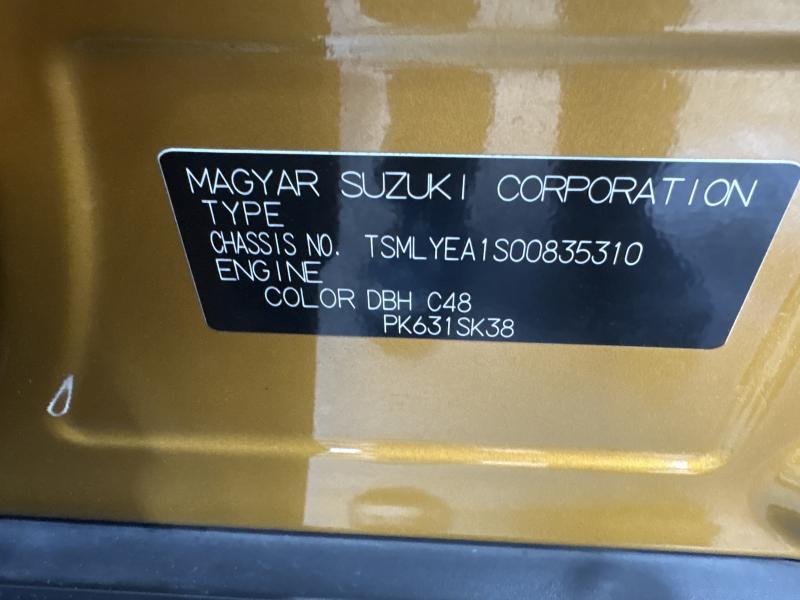 MAGYAR SUZUKI CORPORATION
TYPE
CHASSIS NO. TSMLYEA1S00835310
ENGINE
COLOR DBH C48
PK631SK38